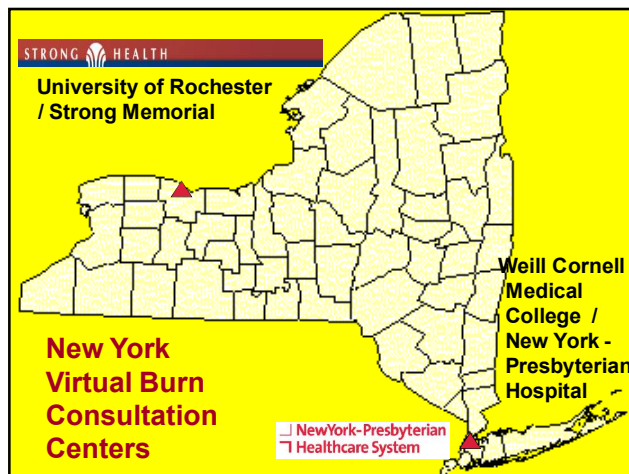 STRONG HEALTH
University of Rochester
/ Strong Memorial
Weill Cornell
Medical
College /
New York -
Presbyterian
Hospital
New York
Virtual Burn
Consultation
Centers
NewYork-Presbyterian
Healthcare System